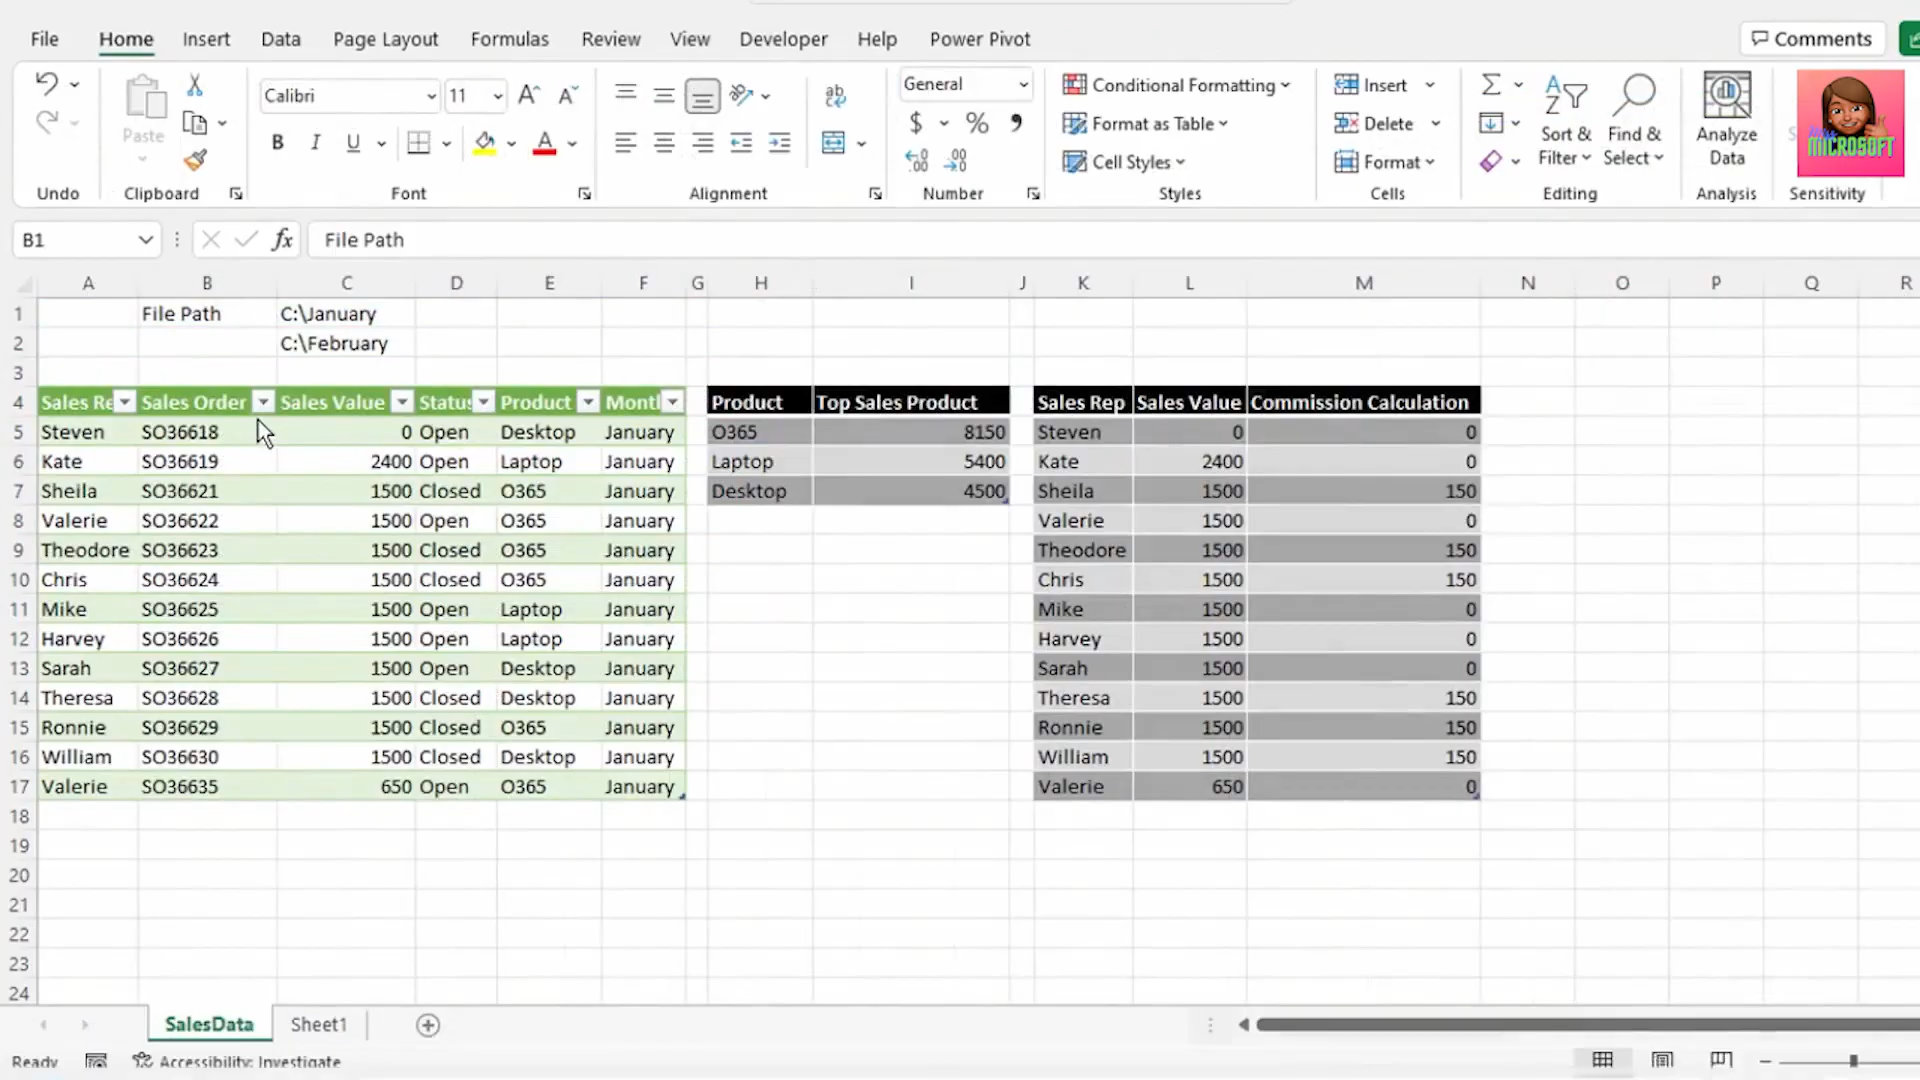 File Home Insert Data Page Layout Formulas Review View Developer Help Power Pivot Comments
Calibri 11 General Conditional Formatting Insert
Paste Format as Table Delete Sort & Find & Analyze
B I U A $ % Cell Styles Format Filter Select Data
MICROSOFT
Undo Clipboard Font Alignment Number Styles Cells Editing Analysis Sensitivity
B1 fx File Path
A B C D E F G H I J K L M N O P Q R
1 File Path C:\January
2 C:\February
3
4 Sales Re Sales Order Sales Value Status Product Month Product Top Sales Product Sales Rep Sales Value Commission Calculation
5 Steven SO36618 0 Open Desktop January O365 8150 Steven 0 0
6 Kate SO36619 2400 Open Laptop January Laptop 5400 Kate 2400 0
7 Sheila SO36621 1500 Closed O365 January Desktop 4500 Sheila 1500 150
8 Valerie SO36622 1500 Open O365 January Valerie 1500 0
9 Theodore SO36623 1500 Closed O365 January Theodore 1500 150
10 Chris SO36624 1500 Closed O365 January Chris 1500 150
11 Mike SO36625 1500 Open Laptop January Mike 1500 0
12 Harvey SO36626 1500 Open Laptop January Harvey 1500 0
13 Sarah SO36627 1500 Open Desktop January Sarah 1500 0
14 Theresa SO36628 1500 Closed Desktop January Theresa 1500 150
15 Ronnie SO36629 1500 Closed O365 January Ronnie 1500 150
16 William SO36630 1500 Closed Desktop January William 1500 150
17 Valerie SO36635 650 Open O365 January Valerie 650 0
18
19
20
21
22
23
24
SalesData Sheet1
Ready Accessibility: Investigate